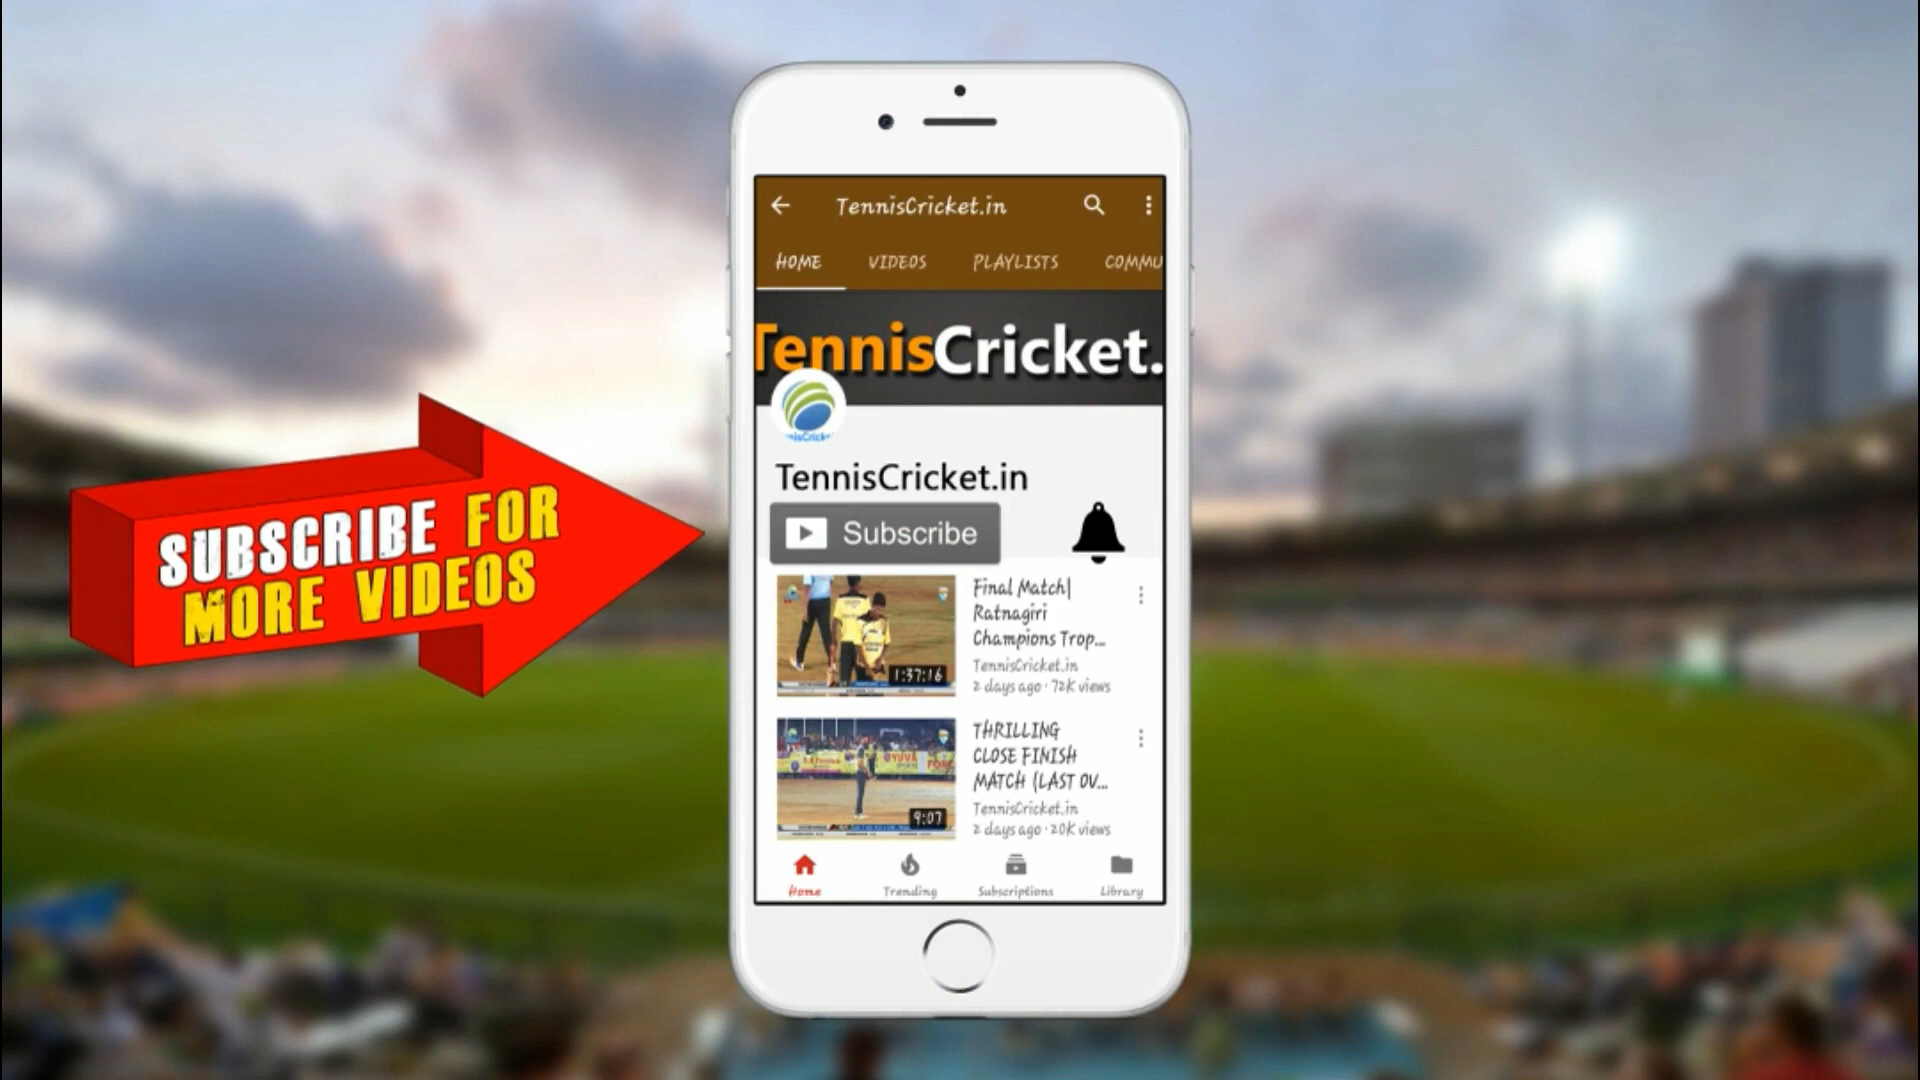 TennisCricket.in
HOME VIDEOS PLAYLISTS COMMU
TennisCricket.
TennisCricket.in
Subscribe
SUBSCRIBE FOR
MORE VIDEOS
Final Match|
Ratnagiri
Champions Trop...
TennisCricket.in
2 days ago · 72K views
1:37:16
THRILLING
CLOSE FINISH
MATCH (LAST OV...
TennisCricket.in
2 days ago · 20K views
YUVA
9:07
Home Trending Subscriptions Library